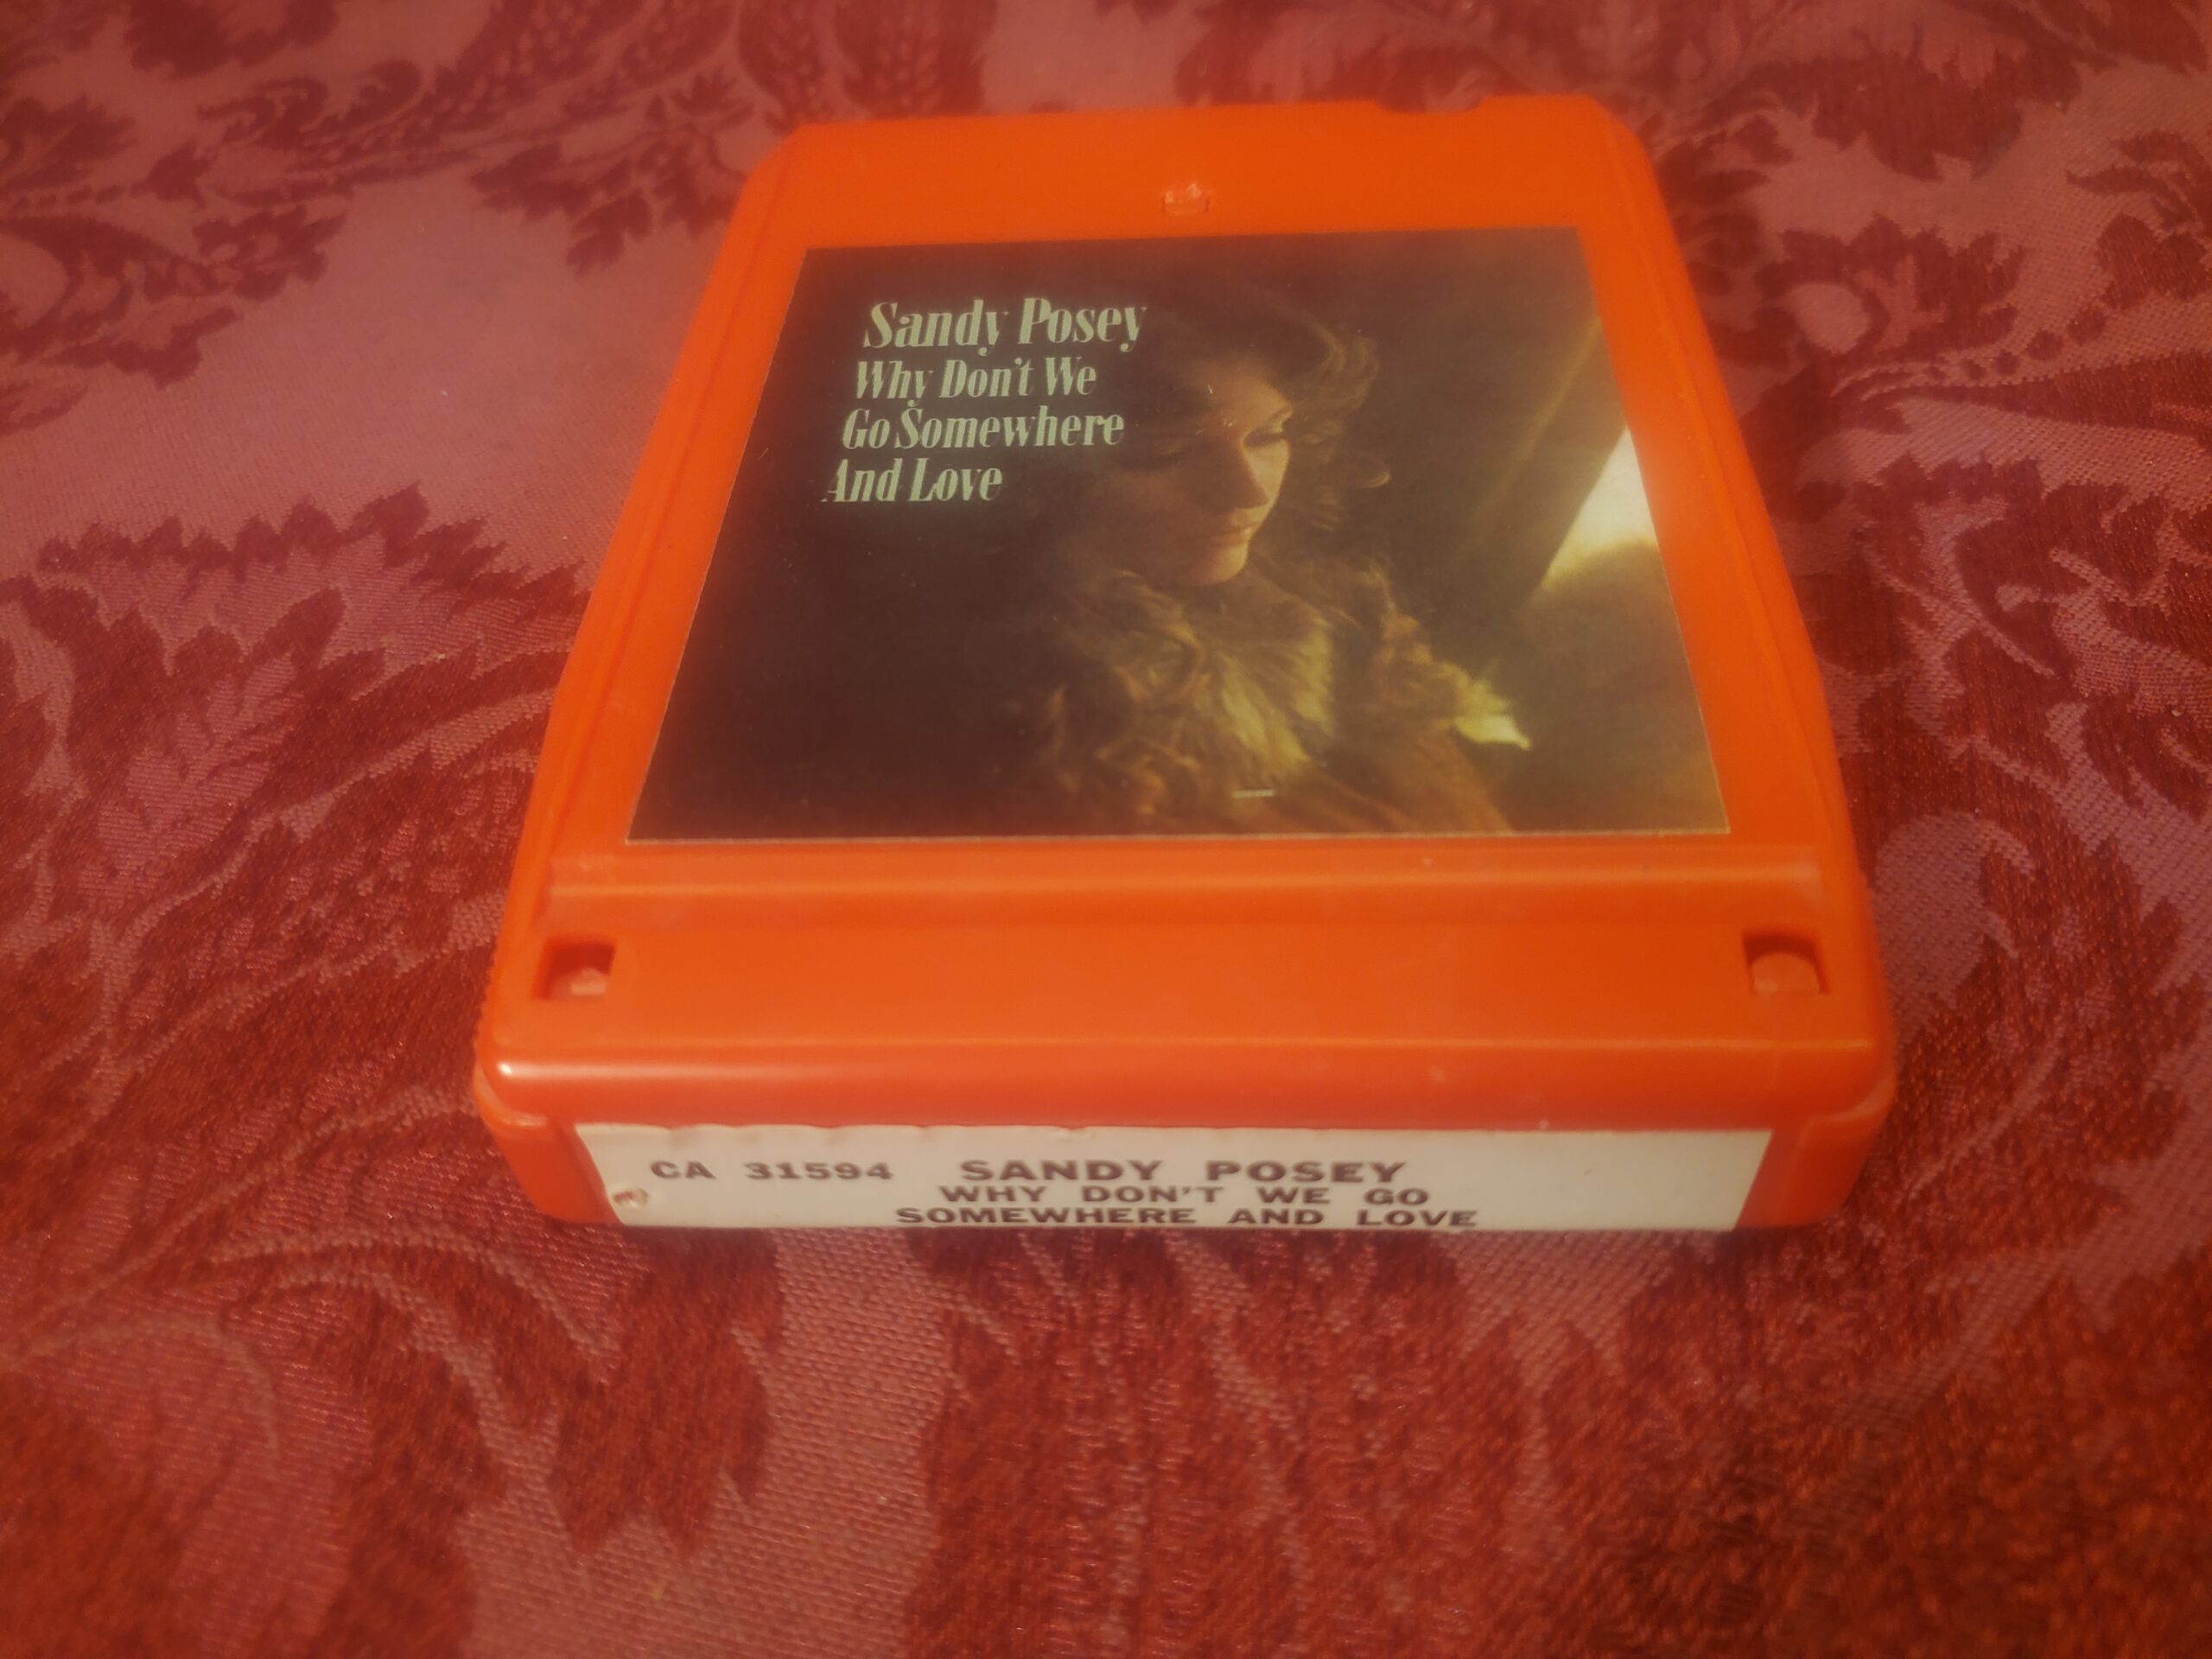 Sandy Posey
Why Don't We
Go Somewhere
And Love
CA 31594 SANDY POSEY
WHY DON'T WE GO
SOMEWHERE AND LOVE